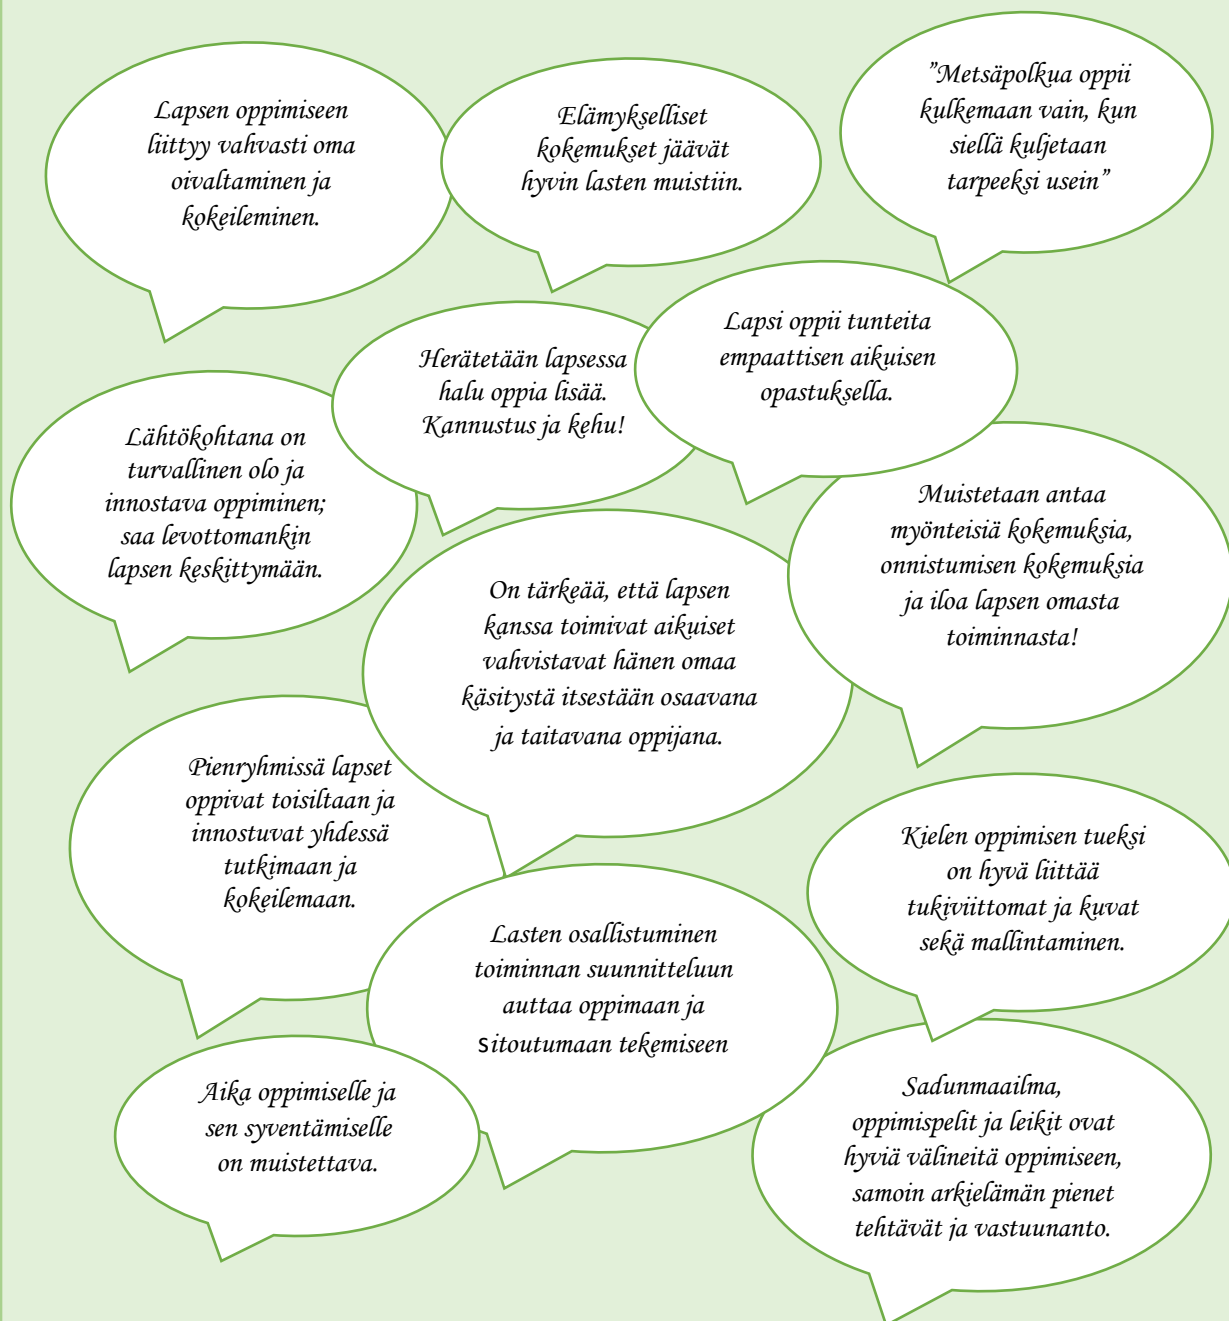 Lapsen oppimiseen
liittyy vahvasti oma
oivaltaminen ja
kokeileminen.
Elämykselliset
kokemukset jäävät
hyvin lasten muistiin.
”Metsäpolkua oppii
kulkemaan vain, kun
siellä kuljetaan
tarpeeksi usein”
Herätetään lapsessa
halu oppia lisää.
Kannustus ja kehu!
Lapsi oppii tunteita
empaattisen aikuisen
opastuksella.
Lähtökohtana on
turvallinen olo ja
innostava oppiminen;
saa levottomankin
lapsen keskittymään.
On tärkeää, että lapsen
kanssa toimivat aikuiset
vahvistavat hänen omaa
käsitystä itsestään osaavana
ja taitavana oppijana.
Muistetaan antaa
myönteisiä kokemuksia,
onnistumisen kokemuksia
ja iloa lapsen omasta
toiminnasta!
Pienryhmissä lapset
oppivat toisiltaan ja
innostuvat yhdessä
tutkimaan ja
kokeilemaan.
Lasten osallistuminen
toiminnan suunnitteluun
auttaa oppimaan ja
sitoutumaan tekemiseen
Kielen oppimisen tueksi
on hyvä liittää
tukiviittomat ja kuvat
sekä mallintaminen.
Aika oppimiselle ja
sen syventämiselle
on muistettava.
Sadunmaailma,
oppimispelit ja leikit ovat
hyviä välineitä oppimiseen,
samoin arkielämän pienet
tehtävät ja vastuunanto.